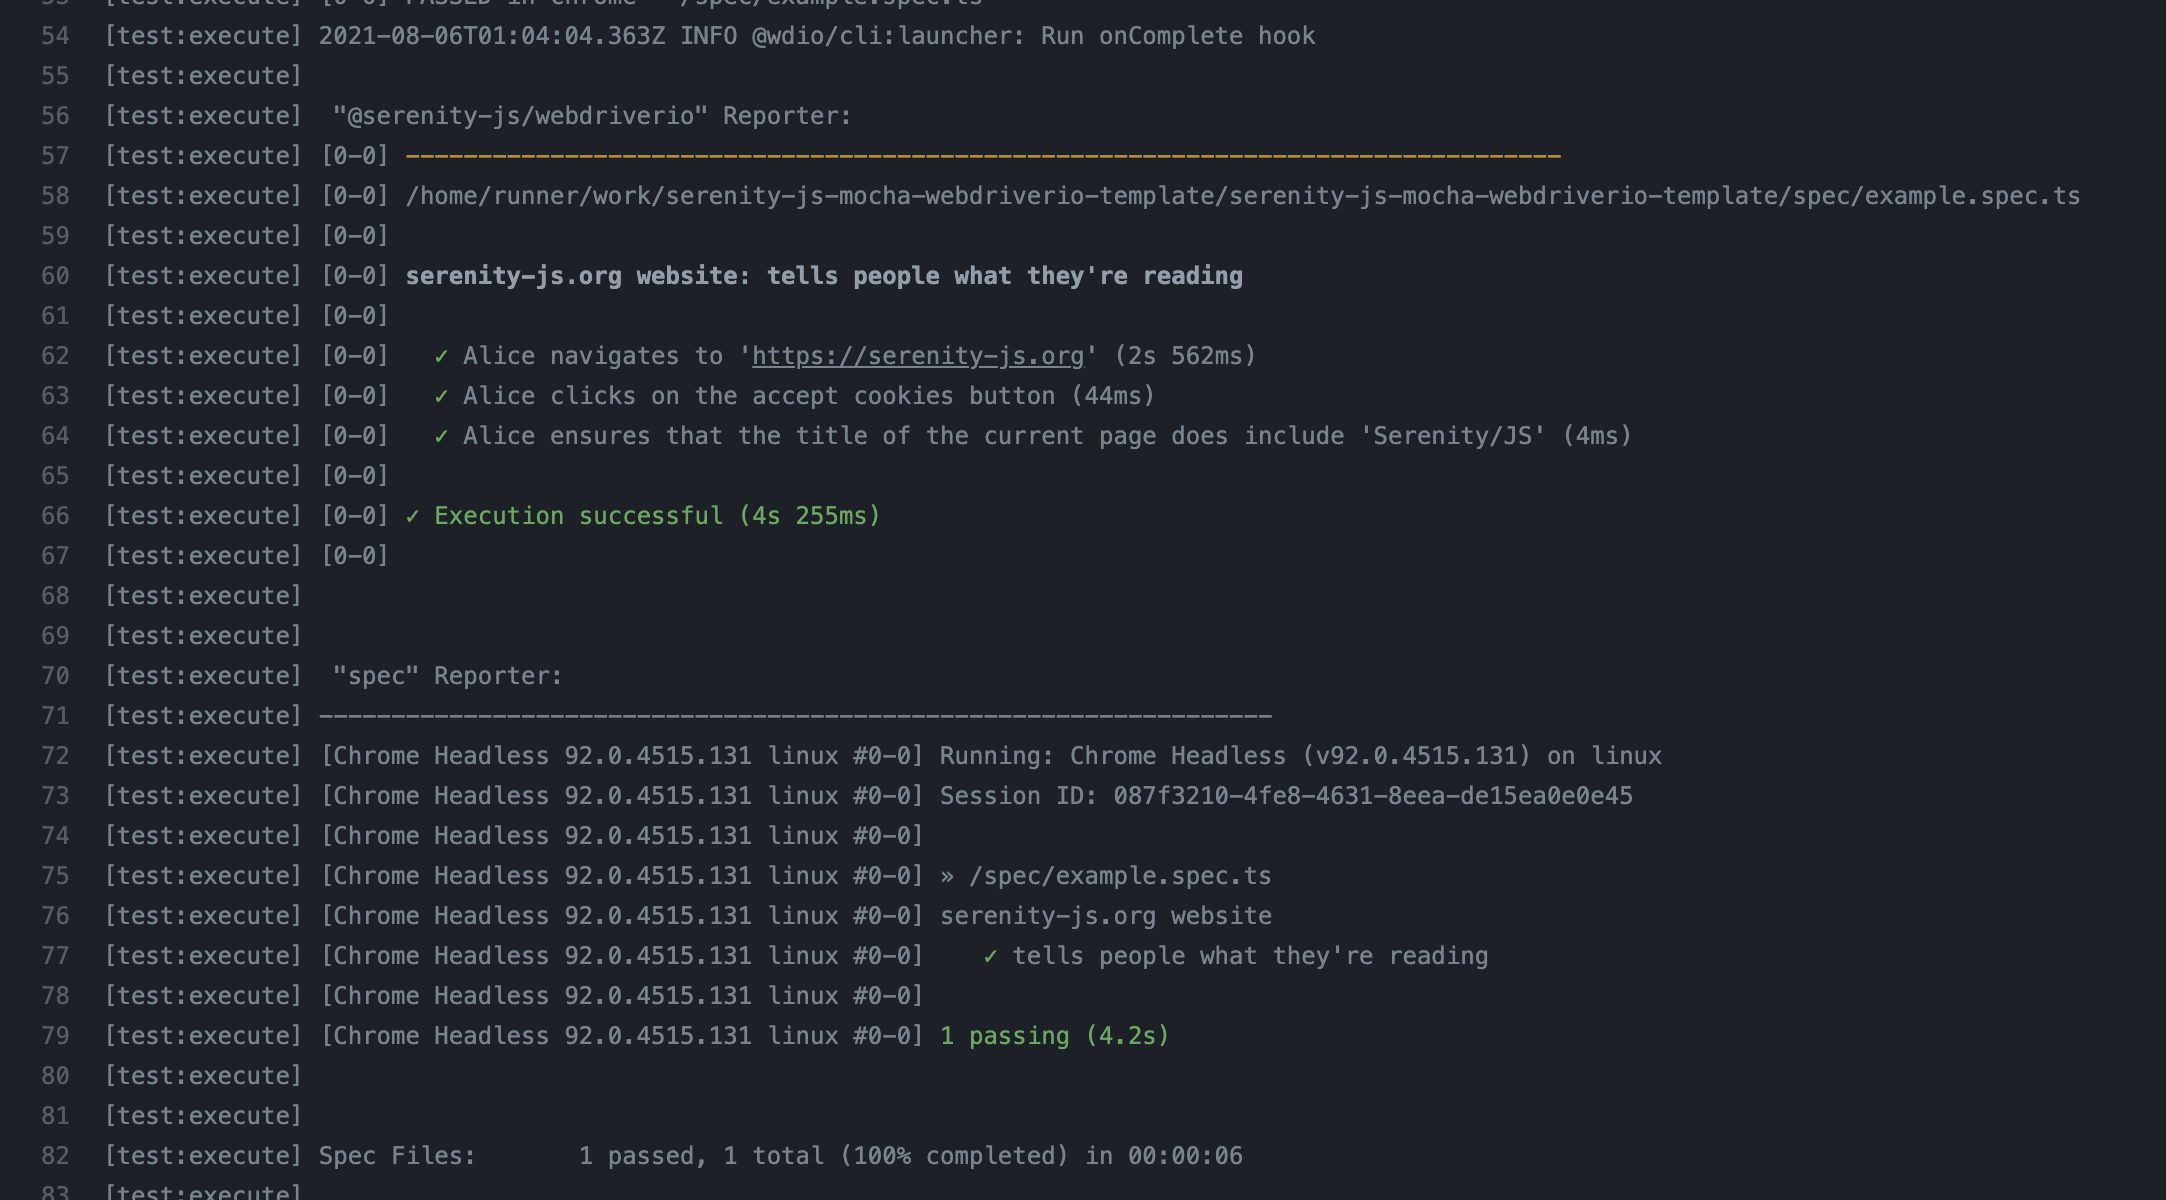 53 [test:execute] [0-0] PASSED in chrome - /spec/example.spec.ts
54 [test:execute] 2021-08-06T01:04:04.363Z INFO @wdio/cli:launcher: Run onComplete hook
55 [test:execute]
56 [test:execute]  "@serenity-js/webdriverio" Reporter:
57 [test:execute] [0-0] --------------------------------------------------------------------------------
58 [test:execute] [0-0] /home/runner/work/serenity-js-mocha-webdriverio-template/serenity-js-mocha-webdriverio-template/spec/example.spec.ts
59 [test:execute] [0-0]
60 [test:execute] [0-0] serenity-js.org website: tells people what they're reading
61 [test:execute] [0-0]
62 [test:execute] [0-0]   ✓ Alice navigates to 'https://serenity-js.org' (2s 562ms)
63 [test:execute] [0-0]   ✓ Alice clicks on the accept cookies button (44ms)
64 [test:execute] [0-0]   ✓ Alice ensures that the title of the current page does include 'Serenity/JS' (4ms)
65 [test:execute] [0-0]
66 [test:execute] [0-0] ✓ Execution successful (4s 255ms)
67 [test:execute] [0-0]
68 [test:execute]
69 [test:execute]
70 [test:execute]  "spec" Reporter:
71 [test:execute] ------------------------------------------------------------------
72 [test:execute] [Chrome Headless 92.0.4515.131 linux #0-0] Running: Chrome Headless (v92.0.4515.131) on linux
73 [test:execute] [Chrome Headless 92.0.4515.131 linux #0-0] Session ID: 087f3210-4fe8-4631-8eea-de15ea0e0e45
74 [test:execute] [Chrome Headless 92.0.4515.131 linux #0-0]
75 [test:execute] [Chrome Headless 92.0.4515.131 linux #0-0] » /spec/example.spec.ts
76 [test:execute] [Chrome Headless 92.0.4515.131 linux #0-0] serenity-js.org website
77 [test:execute] [Chrome Headless 92.0.4515.131 linux #0-0]    ✓ tells people what they're reading
78 [test:execute] [Chrome Headless 92.0.4515.131 linux #0-0]
79 [test:execute] [Chrome Headless 92.0.4515.131 linux #0-0] 1 passing (4.2s)
80 [test:execute]
81 [test:execute]
82 [test:execute] Spec Files:       1 passed, 1 total (100% completed) in 00:00:06
83 [test:execute]